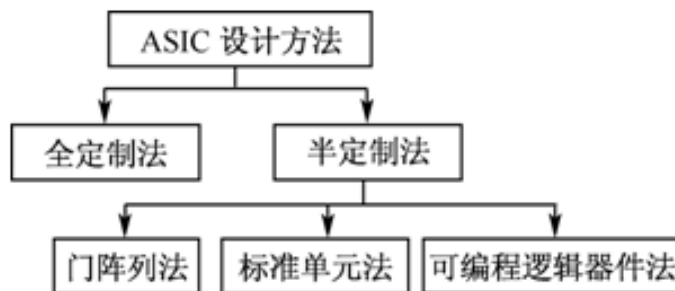 ASIC 设计方法
全定制法
半定制法
门阵列法
标准单元法
可编程逻辑器件法